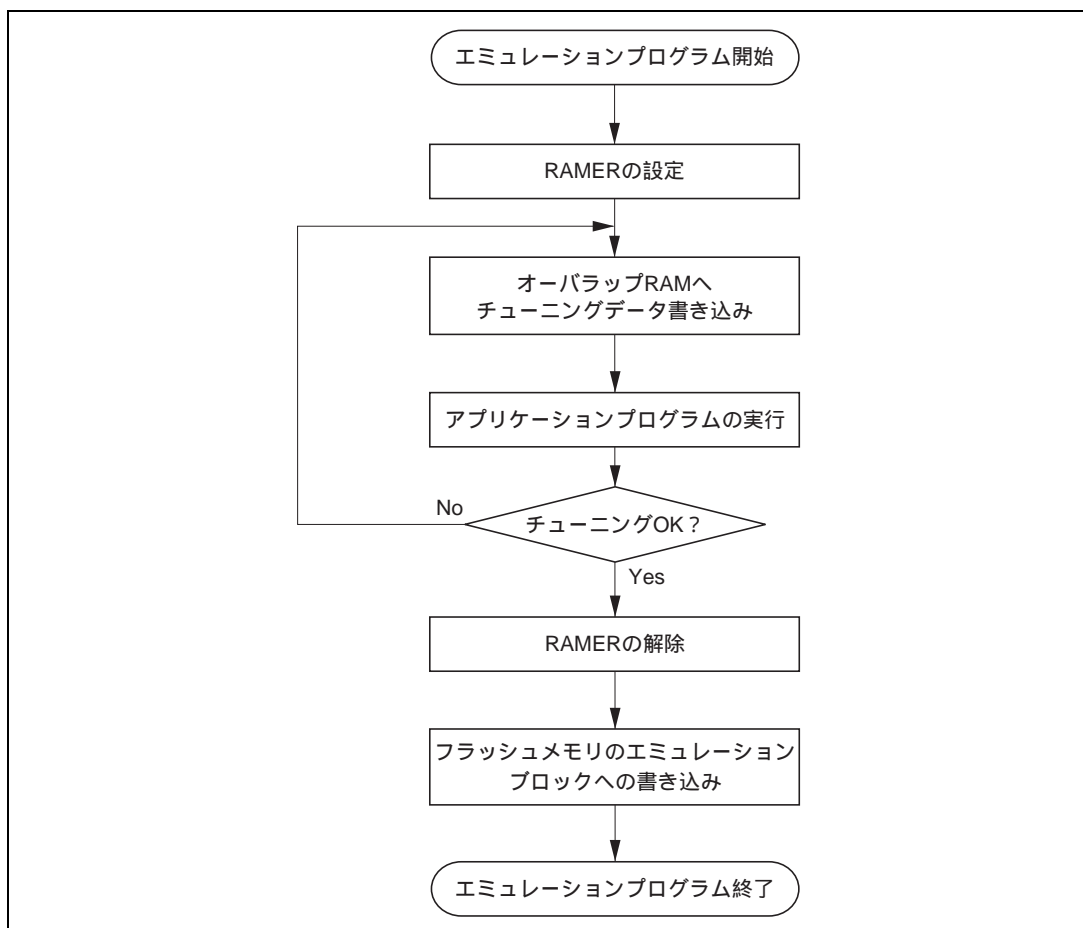 エミュレーションプログラム開始
RAMERの設定
オーバラップRAMへ
チューニングデータ書き込み
アプリケーションプログラムの実行
No
チューニングOK？
Yes
RAMERの解除
フラッシュメモリのエミュレーション
ブロックへの書き込み
エミュレーションプログラム終了